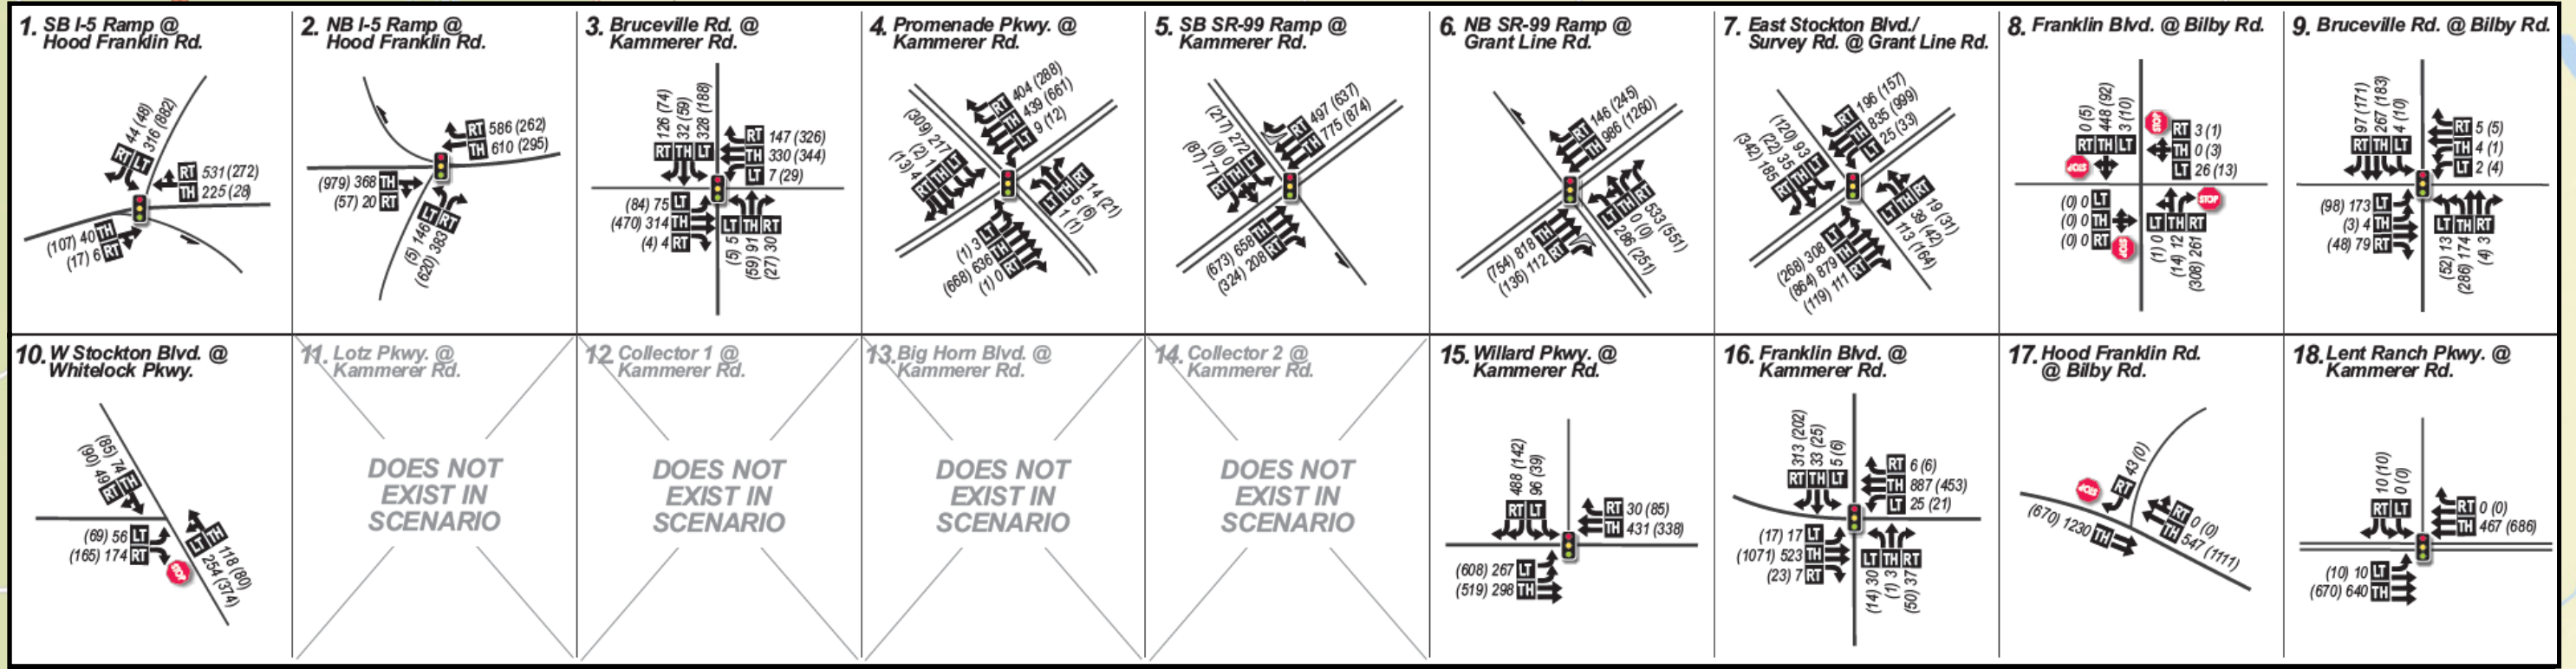 1. SB I-5 Ramp @
Hood Franklin Rd.
RT 44 (48)
LT 316 (882)
RT 531 (272)
TH 225 (28)
(107) 40 TH
(17) 6 RT
2. NB I-5 Ramp @
Hood Franklin Rd.
RT 586 (262)
TH 610 (295)
(979) 368 TH
(57) 20 RT
(5) 146 LT
(620) 383 RT
3. Bruceville Rd. @
Kammerer Rd.
RT 126 (74)
TH 32 (59)
LT 328 (188)
RT 147 (326)
TH 330 (344)
LT 7 (29)
(84) 75 LT
(470) 314 TH
(4) 4 RT
LT TH RT
(5) 5
(59) 91
(27) 30
4. Promenade Pkwy. @
Kammerer Rd.
RT 404 (288)
TH 439 (661)
LT 9 (12)
(309) 217 LT
(2) 1 TH
(13) 4 RT
(1) 3 LT
(668) 636 TH
(1) 0 RT
LT TH RT
1 (1)
5 (6)
14 (21)
5. SB SR-99 Ramp @
Kammerer Rd.
RT 497 (637)
TH 775 (874)
(217) 272 LT
(0) 0 TH
(87) 77 RT
(673) 658 TH
(324) 208 RT
6. NB SR-99 Ramp @
Grant Line Rd.
RT 146 (245)
TH 986 (1260)
(754) 818 TH
(136) 112 RT
LT TH RT
286 (251)
0 (0)
533 (551)
7. East Stockton Blvd./
Survey Rd. @ Grant Line Rd.
RT 196 (157)
TH 835 (999)
LT 25 (33)
(120) 93 LT
(22) 35 TH
(342) 185 RT
(268) 308 LT
(864) 879 TH
(119) 111 RT
LT TH RT
113 (164)
39 (42)
19 (31)
8. Franklin Blvd. @ Bilby Rd.
0 (5)
448 (92)
3 (10)
RT TH LT
STOP
STOP
RT 3 (1)
TH 0 (3)
LT 26 (13)
(0) 0 LT
(0) 0 TH
(0) 0 RT
STOP
STOP
LT TH RT
(1) 0
(14) 12
(308) 261
9. Bruceville Rd. @ Bilby Rd.
97 (171)
267 (183)
4 (10)
RT TH LT
RT 5 (5)
TH 4 (1)
LT 2 (4)
(98) 173 LT
(3) 4 TH
(48) 79 RT
LT TH RT
(52) 13
(286) 174
(4) 3
10. W Stockton Blvd. @
Whitelock Pkwy.
(85) 74 TH
(90) 49 RT
(69) 56 LT
(165) 174 RT
STOP
LT TH
254 (374)
118 (80)
11. Lotz Pkwy. @
Kammerer Rd.
DOES NOT
EXIST IN
SCENARIO
12. Collector 1 @
Kammerer Rd.
DOES NOT
EXIST IN
SCENARIO
13. Big Horn Blvd. @
Kammerer Rd.
DOES NOT
EXIST IN
SCENARIO
14. Collector 2 @
Kammerer Rd.
DOES NOT
EXIST IN
SCENARIO
15. Willard Pkwy. @
Kammerer Rd.
488 (142)
96 (39)
RT LT
RT 30 (85)
TH 431 (338)
(608) 267 LT
(519) 298 TH
16. Franklin Blvd. @
Kammerer Rd.
313 (202)
33 (25)
5 (6)
RT TH LT
RT 6 (6)
TH 887 (453)
LT 25 (21)
(17) 17 LT
(1071) 523 TH
(23) 7 RT
LT TH RT
(14) 30
(1) 3
(50) 37
17. Hood Franklin Rd.
@ Bilby Rd.
STOP
RT 43 (0)
(670) 1230 TH
RT 0 (0)
TH 547 (1111)
18. Lent Ranch Pkwy. @
Kammerer Rd.
10 (10)
0 (0)
RT LT
RT 0 (0)
TH 467 (686)
(10) 10 LT
(670) 640 TH